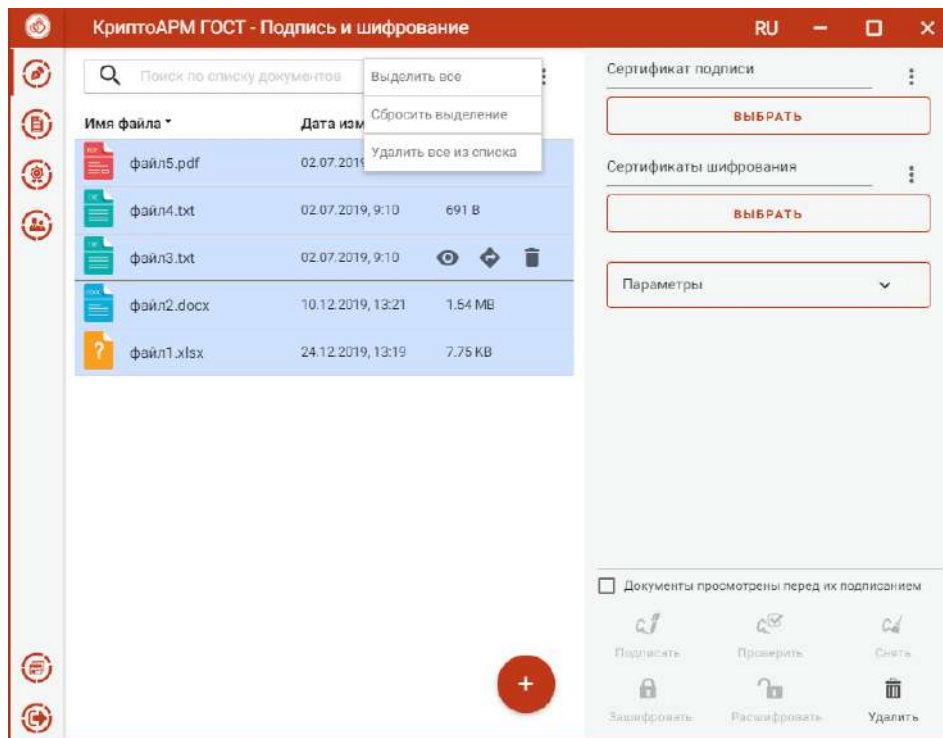 КриптоАРМ ГОСТ - Подпись и шифрование
RU
Поиск по списку документов
Выделить все
Сбросить выделение
Удалить все из списка
Имя файла
Дата изм
файл5.pdf 02.07.2019
файл4.txt 02.07.2019, 9:10 691 B
файл3.txt 02.07.2019, 9:10
файл2.docx 10.12.2019, 13:21 1.54 MB
файл1.xlsx 24.12.2019, 13:19 7.75 KB
Сертификат подписи
ВЫБРАТЬ
Сертификаты шифрования
ВЫБРАТЬ
Параметры
Документы просмотрены перед их подписанием
Подписать Проверить Снять
Зашифровать Расшифровать Удалить